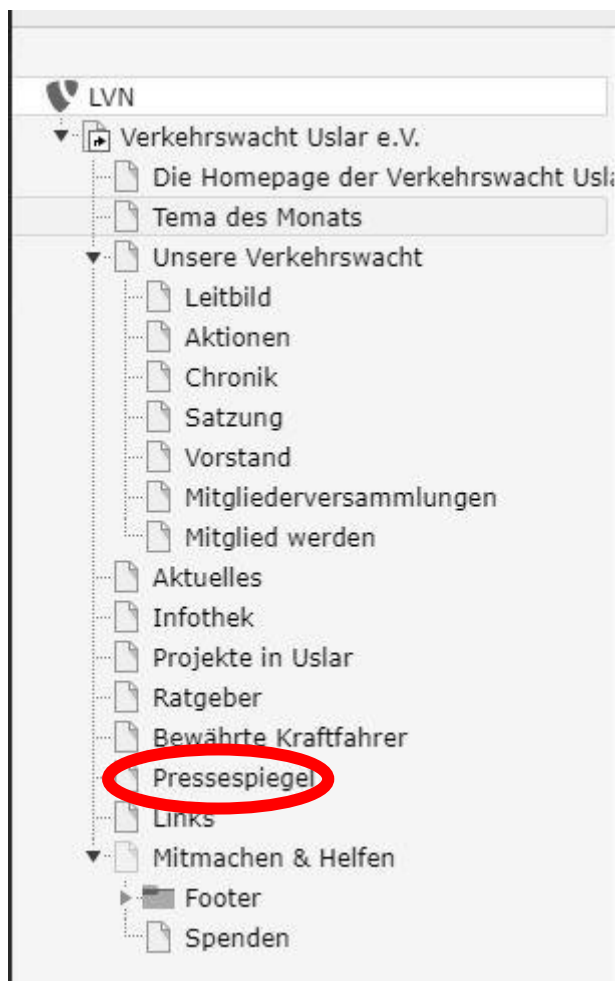 LVN
Verkehrswacht Uslar e.V.
Die Homepage der Verkehrswacht Usla
Tema des Monats
Unsere Verkehrswacht
Leitbild
Aktionen
Chronik
Satzung
Vorstand
Mitgliederversammlungen
Mitglied werden
Aktuelles
Infothek
Projekte in Uslar
Ratgeber
Bewährte Kraftfahrer
Pressespiegel
Links
Mitmachen & Helfen
Footer
Spenden